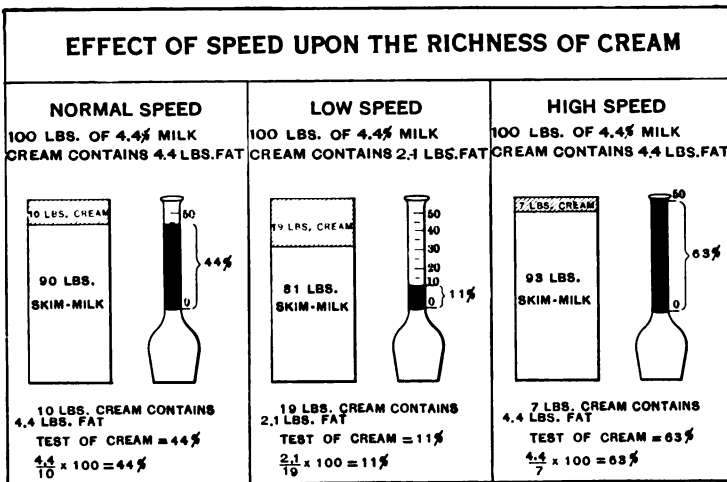 EFFECT OF SPEED UPON THE RICHNESS OF CREAM
NORMAL SPEED
100 LBS. OF 4.4% MILK
CREAM CONTAINS 4.4 LBS.FAT
10 LBS. CREAM
90 LBS.
SKIM-MILK
50
44%
0
10 LBS. CREAM CONTAINS
4.4 LBS. FAT
TEST OF CREAM = 44%
4.4/10 x 100 = 44%
LOW SPEED
100 LBS. OF 4.4% MILK
CREAM CONTAINS 2.1 LBS.FAT
19 LBS. CREAM
81 LBS.
SKIM-MILK
50
40
30
20
10
0
11%
19 LBS. CREAM CONTAINS
2.1 LBS. FAT
TEST OF CREAM = 11%
2.1/19 x 100 = 11%
HIGH SPEED
100 LBS. OF 4.4% MILK
CREAM CONTAINS 4.4 LBS.FAT
7 LBS. CREAM
93 LBS.
SKIM-MILK
50
63%
0
7 LBS. CREAM CONTAINS
4.4 LBS. FAT
TEST OF CREAM = 63%
4.4/7 x 100 = 63%